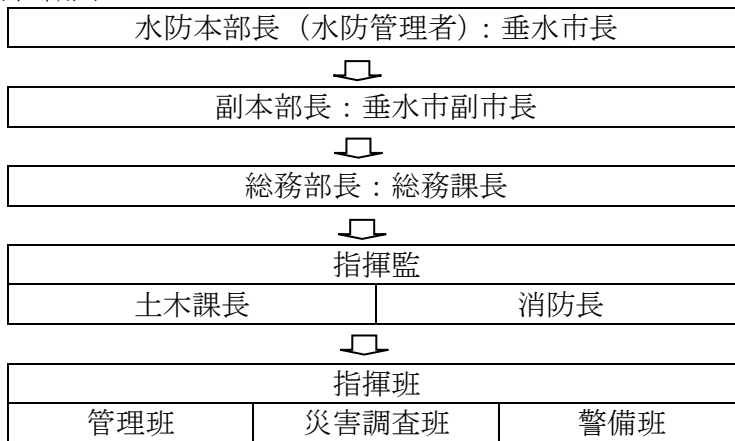 水防本部長（水防管理者）：垂水市長
副本部長：垂水市副市長
総務部長：総務課長
指揮監
土木課長 消防長
指揮班
管理班 災害調査班 警備班